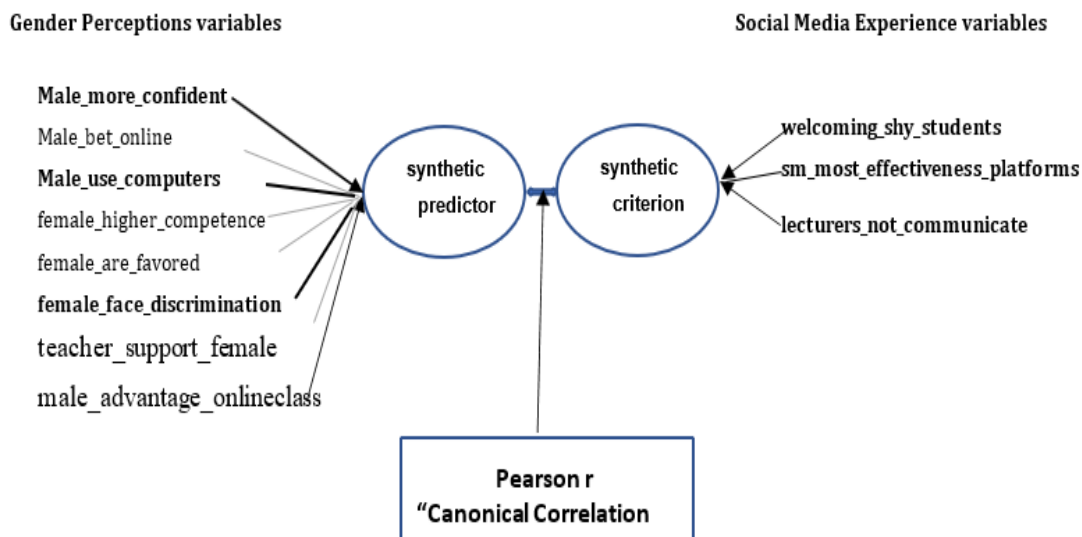 Gender Perceptions variables
Social Media Experience variables
Male_more_confident
Male_bet_online
Male_use_computers
female_higher_competence
female_are_favored
female_face_discrimination
teacher_support_female
male_advantage_onlineclass
synthetic
predictor
synthetic
criterion
welcoming_shy_students
sm_most_effectiveness_platforms
lecturers_not_communicate
Pearson r
“Canonical Correlation